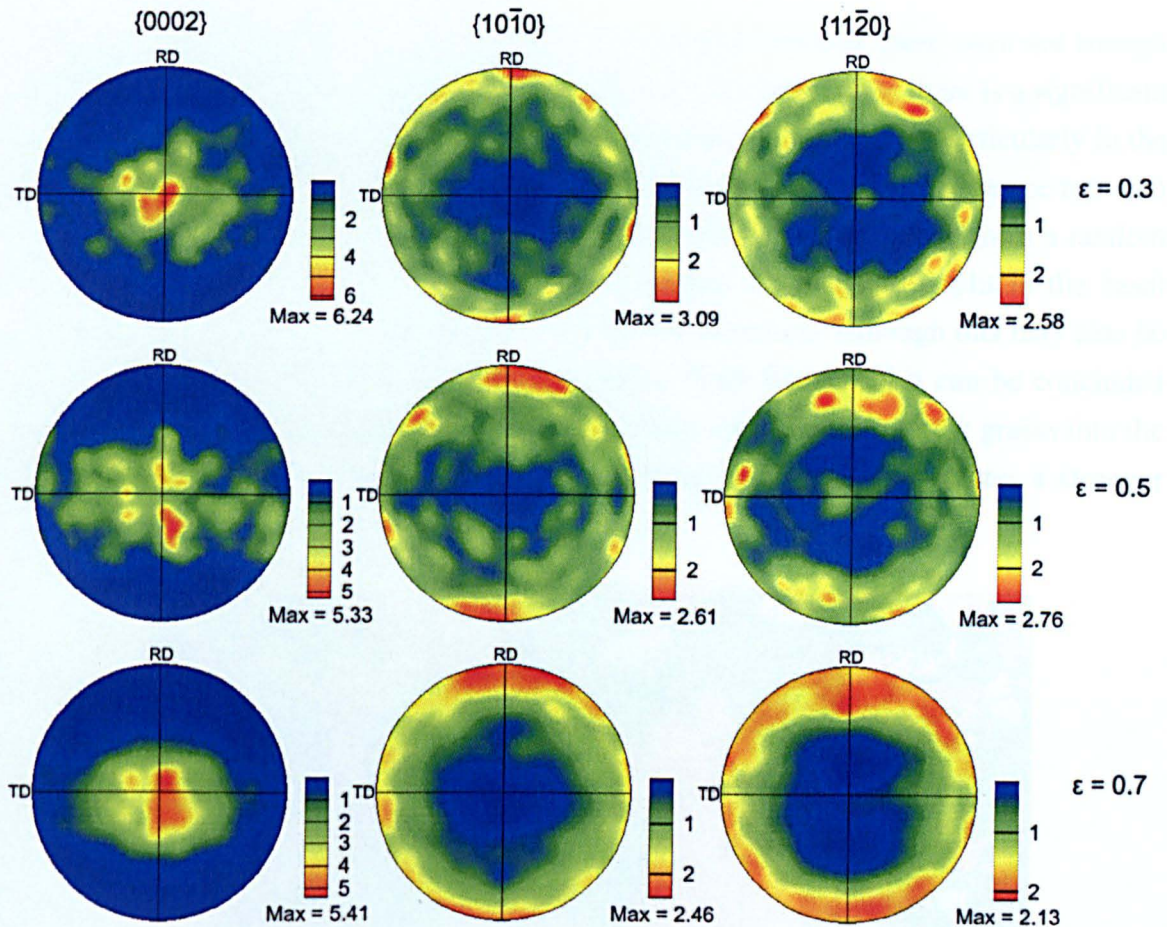 {0002} {101̅0} {112̅0}
RD RD RD
TD TD TD ε = 0.3
2 4 6
1 2
1 2
Max = 6.24 Max = 3.09 Max = 2.58
RD RD RD
TD TD TD ε = 0.5
1 2 3 4 5
1 2
1 2
Max = 5.33 Max = 2.61 Max = 2.76
RD RD RD
TD TD TD ε = 0.7
1 2 3 4 5
1 2
1 2
Max = 5.41 Max = 2.46 Max = 2.13